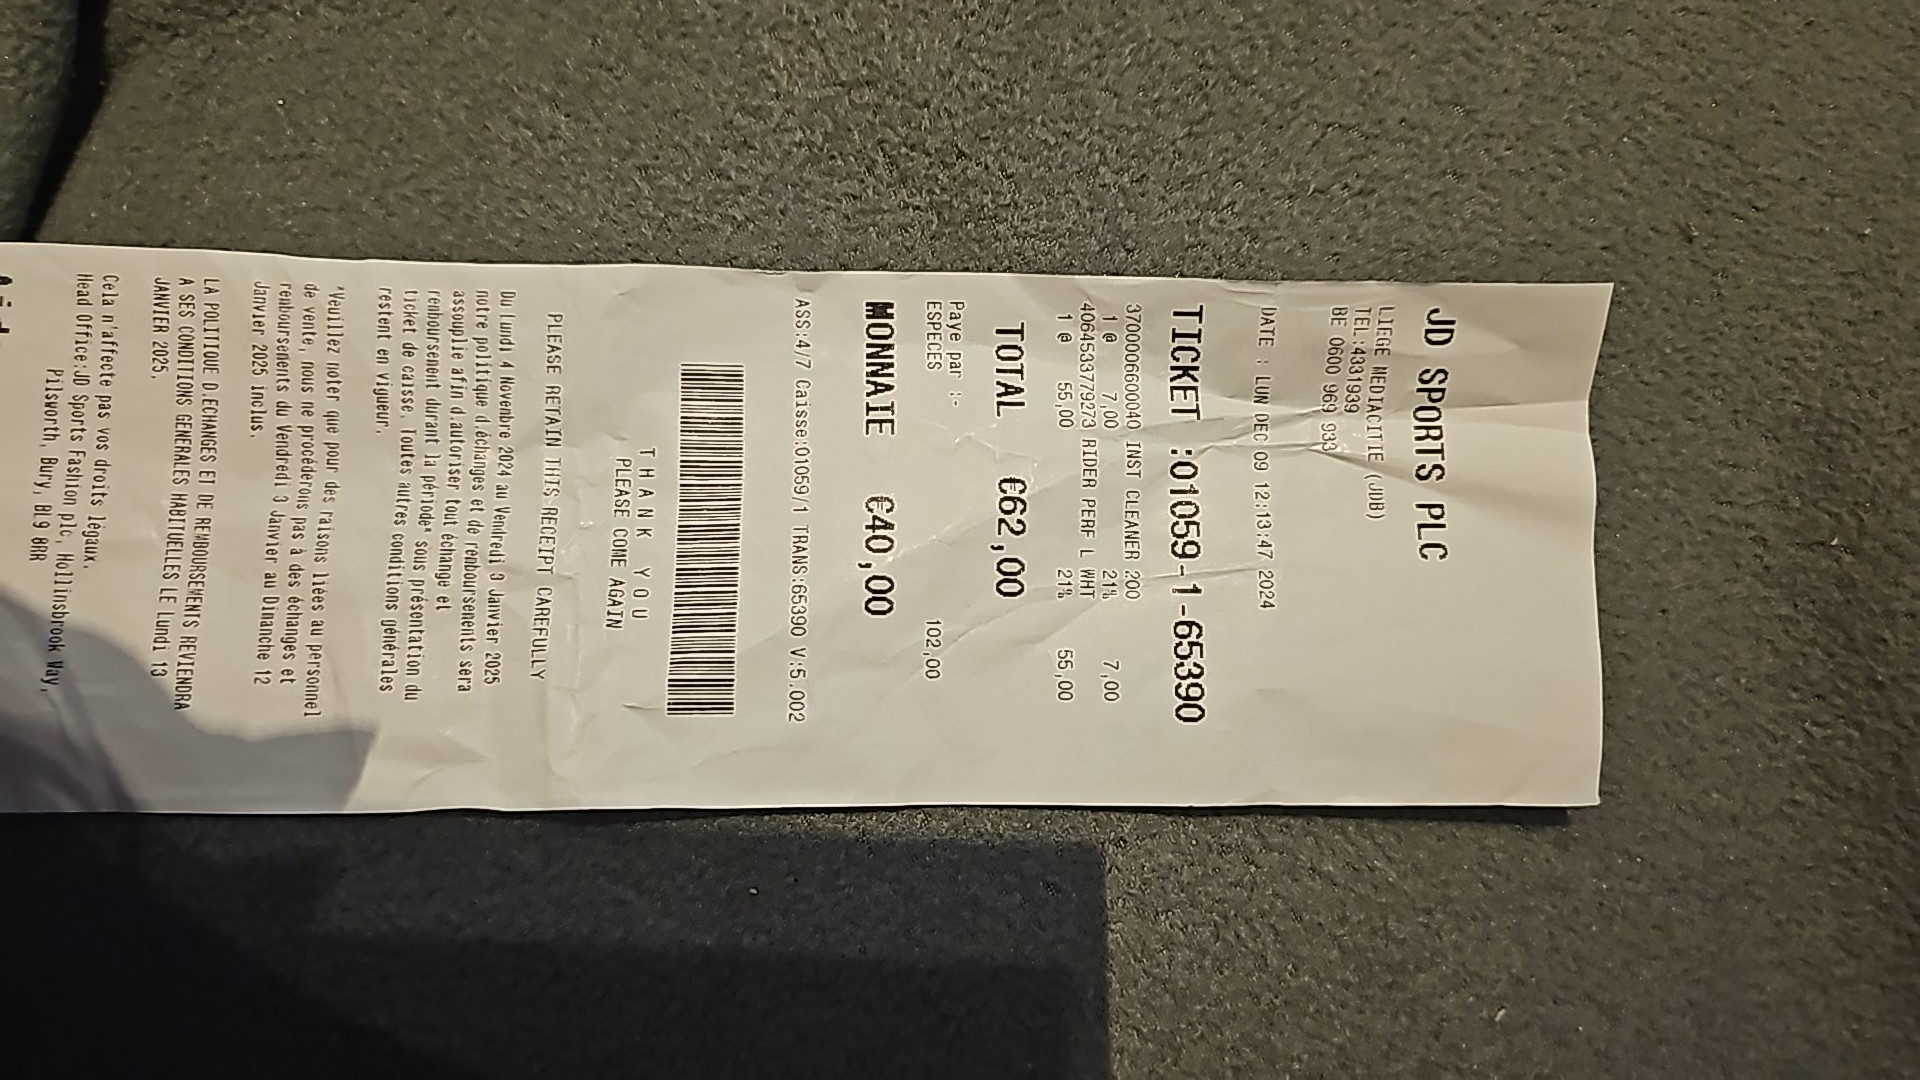 JD SPORTS PLC
LIEGE MEDIACITIE (JDB)
TEL:4331939
BE 0600 969 933
DATE : LUN DEC 09 12:13:47 2024
TICKET :01059-1-65390
3700006600040 INST CLEANER 200
1@ 7,00 21% 7,00
4064533779273 RIDER PERF L WHT
1@ 55,00 21% 55,00
TOTAL €62,00
Paye par :-
ESPECES 102,00
MONNAIE €40,00
ASS:4/7 Caisse:01059/1 TRANS:65390 V:5.002
T H A N K Y O U
PLEASE COME AGAIN
PLEASE RETAIN THIS RECEIPT CAREFULLY
Du Lundi 4 Novembre 2024 au Vendredi 3 Janvier 2025
notre politique d.échanges et de remboursements sera
assouplie afin d.autoriser tout échange et
remboursement durant la période* sous présentation du
ticket de caisse. Toutes autres conditions générales
restent en vigueur.
*Veuillez noter que pour des raisons liées au personnel
de vente, nous ne procéderons pas à des échanges et
remboursements du Vendredi 3 Janvier au Dimanche 12
Janvier 2025 inclus.
LA POLITIQUE D.ECHANGES ET DE REMBOURSEMENTS REVIENDRA
A SES CONDITIONS GENERALES HABITUELLES LE Lundi 13
JANVIER 2025.
Cela n'affecte pas vos droits légaux.
Head Office:JD Sports Fashion plc, Hollinsbrook Way,
Pilsworth, Bury, BL9 8RR